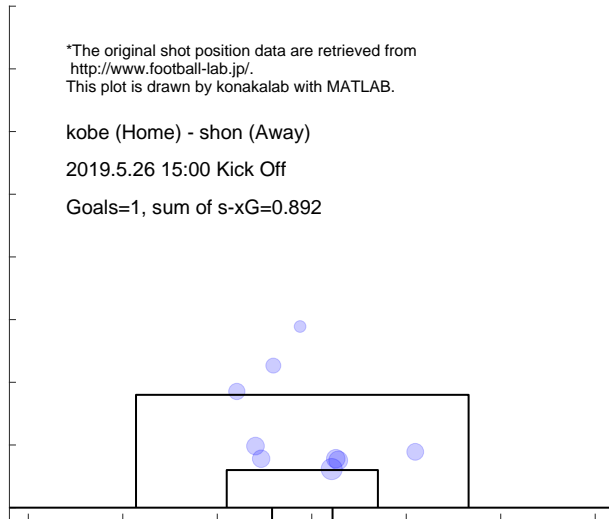 *The original shot position data are retrieved from
http://www.football-lab.jp/.
This plot is drawn by konakalab with MATLAB.
kobe (Home) - shon (Away)
2019.5.26 15:00 Kick Off
Goals=1, sum of s-xG=0.892